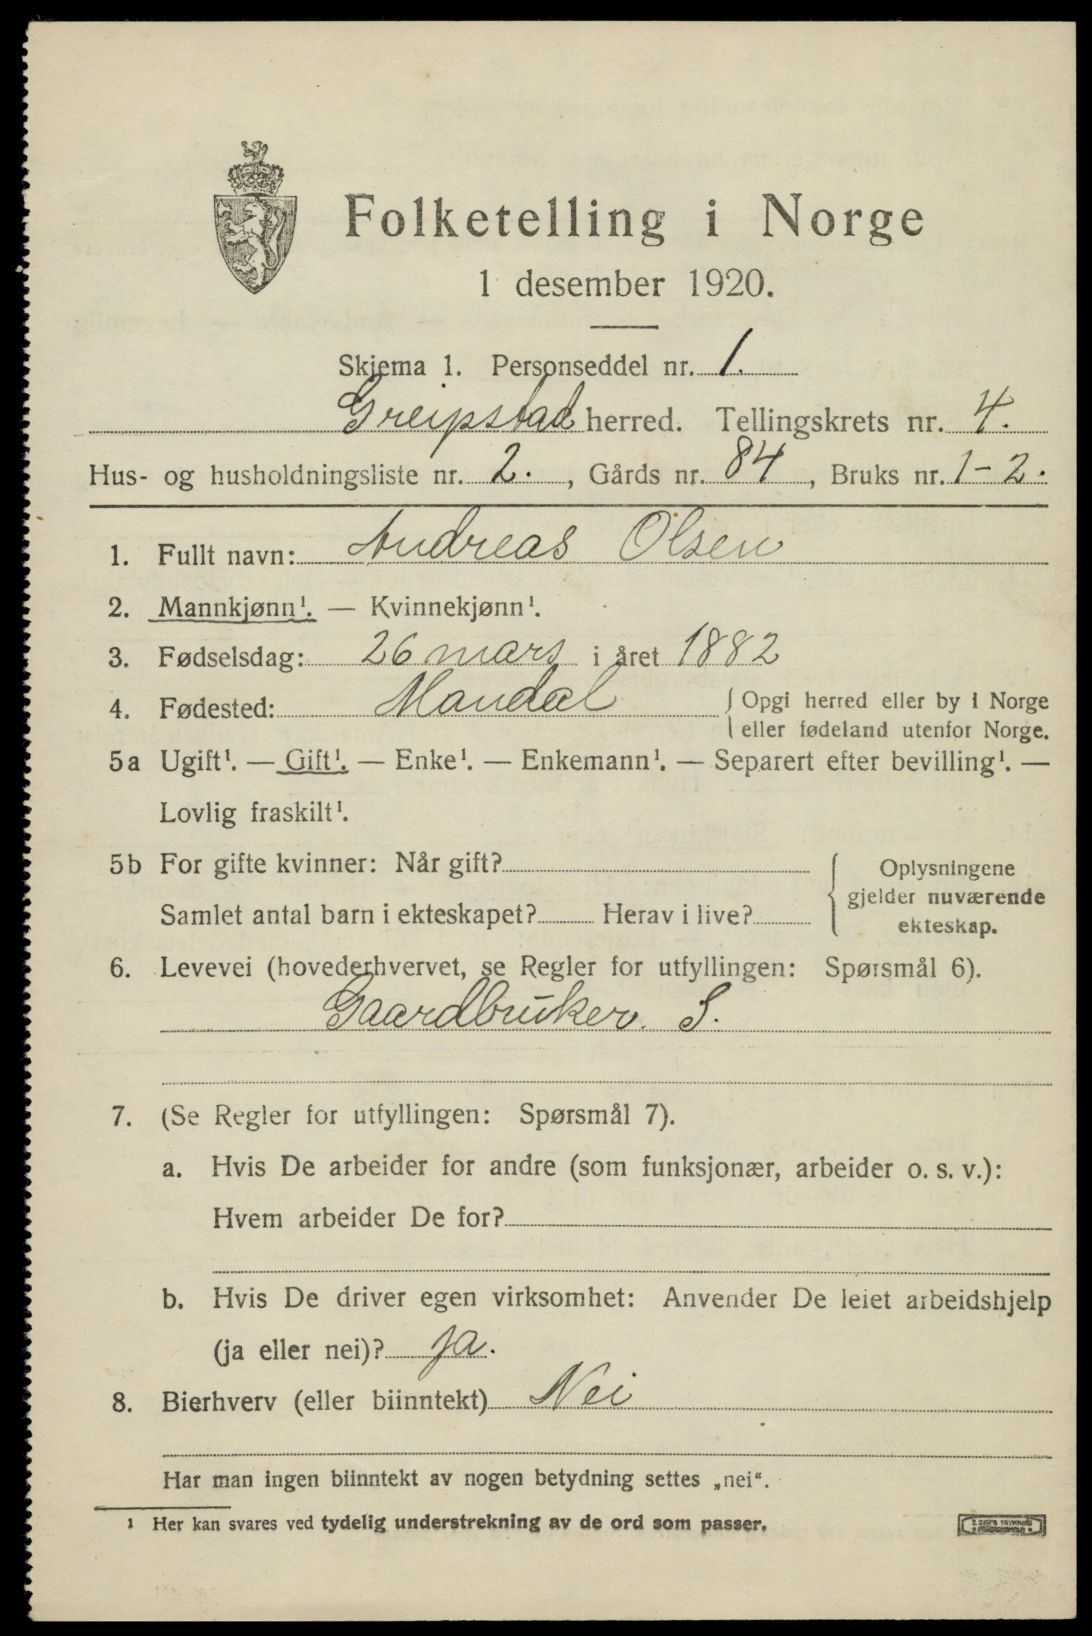 Folketelling i Norge
1 desember 1920.
Skjema 1. Personseddel nr. 1.
Greipstad herred. Tellingskrets nr. 4.
Hus- og husholdningsliste nr. 2. , Gårds nr. 84 , Bruks nr. 1-2.
1. Fullt navn: Andreas Olsen
2. Mannkjønn¹. — Kvinnekjønn¹.
3. Fødselsdag: 26 mars i året 1882
4. Fødested: Mandal { Opgi herred eller by i Norge
eller fødeland utenfor Norge.
5a Ugift¹. — Gift¹. — Enke¹. — Enkemann¹. — Separert efter bevilling¹. —
Lovlig fraskilt¹.
5b For gifte kvinner: Når gift?
Samlet antal barn i ekteskapet? Herav i live?
{ Oplysningene
gjelder nuværende
ekteskap.
6. Levevei (hovederhvervet, se Regler for utfyllingen: Spørsmål 6).
Gaardbruker. S.
7. (Se Regler for utfyllingen: Spørsmål 7).
a. Hvis De arbeider for andre (som funksjonær, arbeider o. s. v.):
Hvem arbeider De for?
b. Hvis De driver egen virksomhet: Anvender De leiet arbeidshjelp
(ja eller nei)? ja.
8. Bierhverv (eller biinntekt) Nei
Har man ingen biinntekt av nogen betydning settes „nei“.
¹ Her kan svares ved tydelig understrekning av de ord som passer.